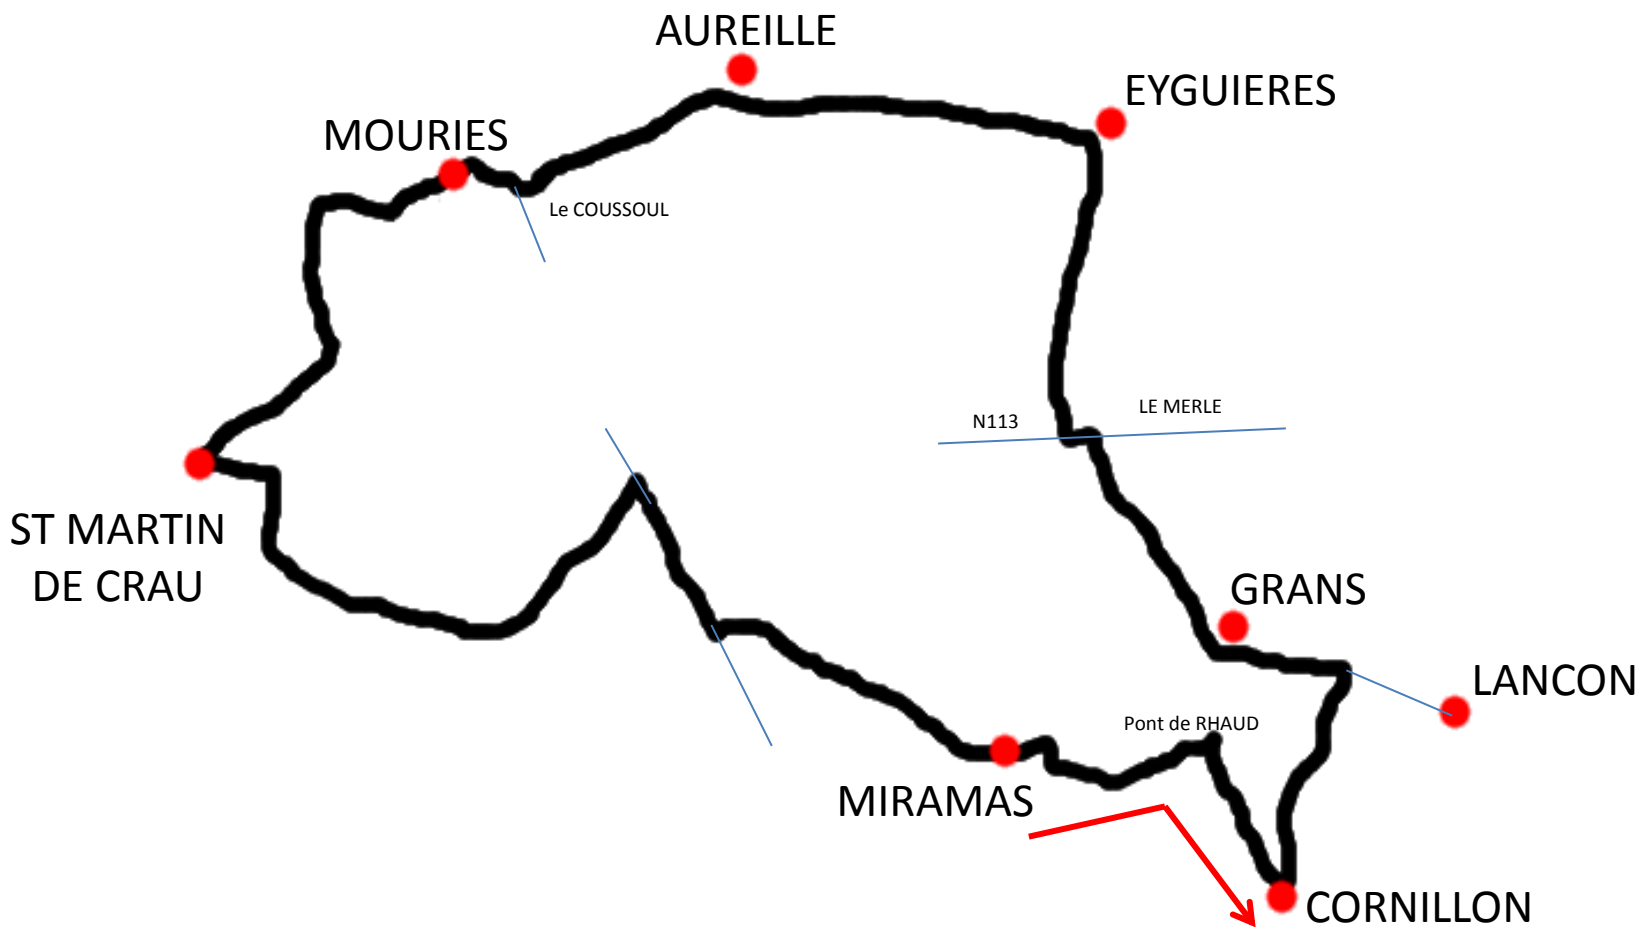 AUREILLE
EYGUIERES
MOURIES
Le COUSSOUL
LE MERLE
N113
ST MARTIN
DE CRAU
GRANS
LANCON
Pont de RHAUD
MIRAMAS
CORNILLON